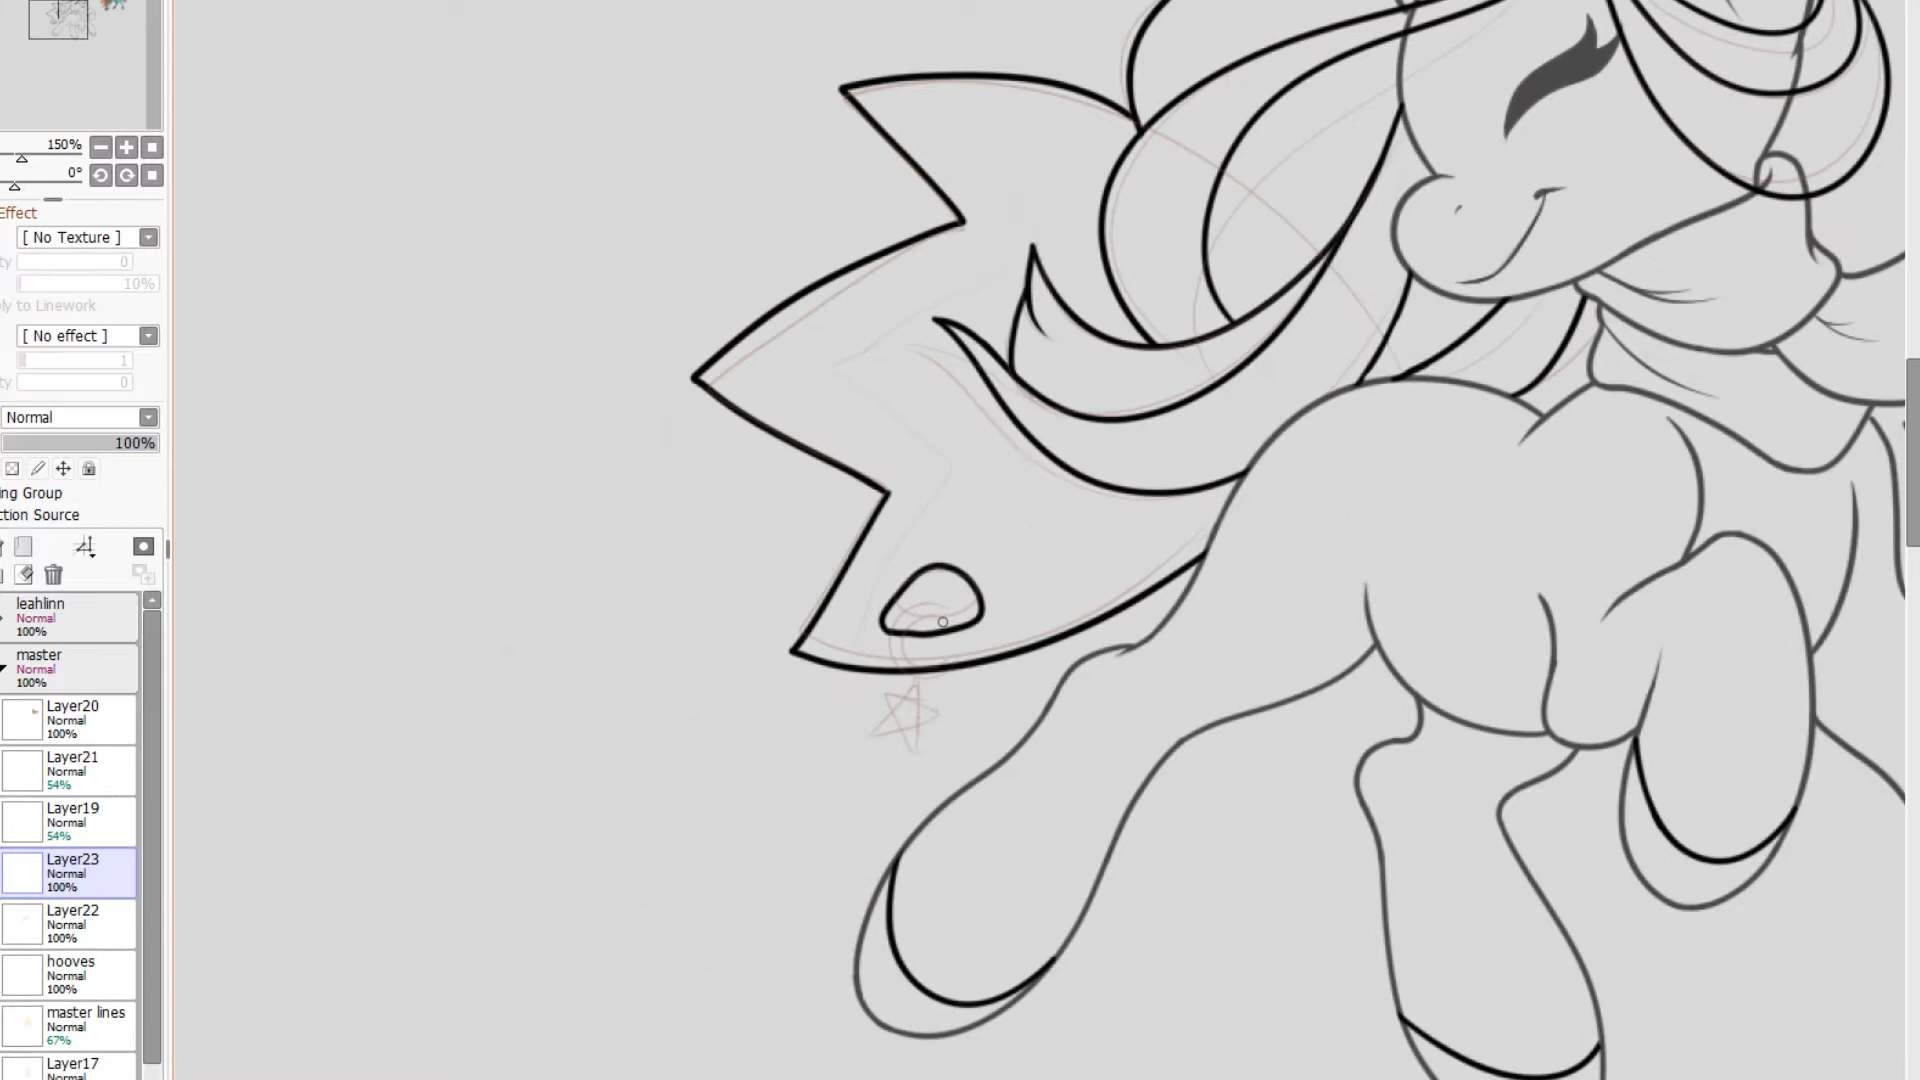 150%
0°
Effect
[ No Texture ]
0
10%
ly to Linework
[ No effect ]
1
0
Normal
100%
ing Group
ction Source
leahlinn
Normal
100%
master
Normal
100%
Layer20
Normal
100%
Layer21
Normal
54%
Layer19
Normal
54%
Layer23
Normal
100%
Layer22
Normal
100%
hooves
Normal
100%
master lines
Normal
67%
Layer17
Normal